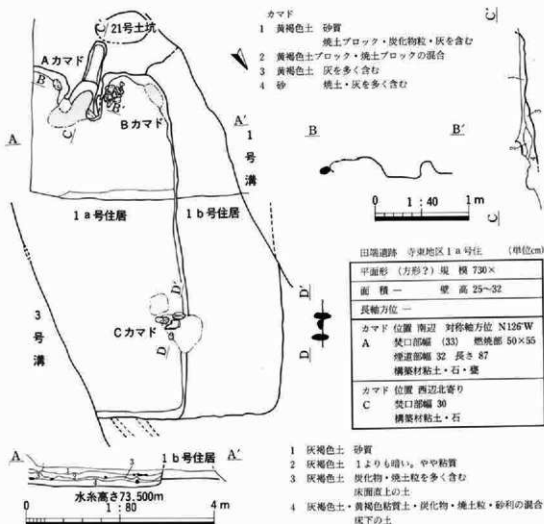 カマド
1 黄褐色土 砂質
焼土ブロック・炭化物粒・灰を含む
2 黄褐色土ブロック・焼土ブロックの混合
3 黄褐色土 灰を多く含む
4 砂 焼土・灰を多く含む
21号土坑
Aカマド
Bカマド
C'
C
B
B'
A
A'
1号溝
1a号住居
1b号住居
3号溝
Cカマド
D'
D
B
B'
0 1:40 1m
C'
C
D'
D
田端遺跡 寺東地区1a号住 (単位cm)
平面形 (方形?) 規模 730×
面積 — 壁高 25〜32
長軸方位 —
カマド 位置 南辺 対称軸方位 N126°W
A 焚口部幅 (33) 燃焼部 50×55
煙道部幅 32 長さ 87
構築材粘土・石・甕
カマド 位置 西辺北寄り
C 焚口部幅 30
構築材粘土・石
A
1b号住居
A'
水糸高さ73.500m
0 1:80 4m
1 灰褐色土 砂質
2 灰褐色土 1よりも暗い。やや粘質
3 灰褐色土 炭化物・焼土粒を多く含む
床面直上の土
4 灰褐色土・黄褐色粘質土・炭化物・焼土粒・砂利の混合
床下の土